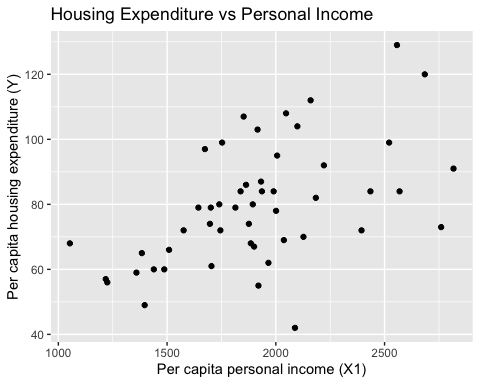 Housing Expenditure vs Personal Income
Per capita housing expenditure (Y)
120
100
80
60
40
1000 1500 2000 2500
Per capita personal income (X1)